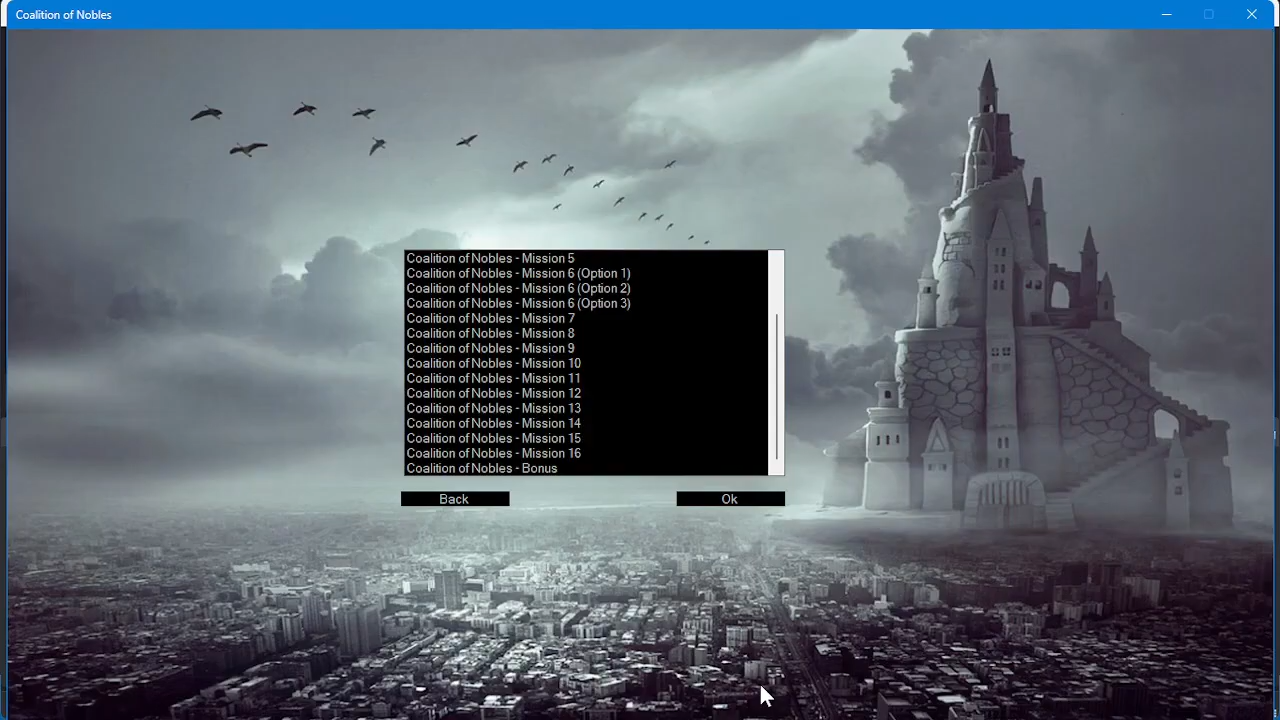 Coalition of Nobles
Coalition of Nobles - Mission 5
Coalition of Nobles - Mission 6 (Option 1)
Coalition of Nobles - Mission 6 (Option 2)
Coalition of Nobles - Mission 6 (Option 3)
Coalition of Nobles - Mission 7
Coalition of Nobles - Mission 8
Coalition of Nobles - Mission 9
Coalition of Nobles - Mission 10
Coalition of Nobles - Mission 11
Coalition of Nobles - Mission 12
Coalition of Nobles - Mission 13
Coalition of Nobles - Mission 14
Coalition of Nobles - Mission 15
Coalition of Nobles - Mission 16
Coalition of Nobles - Bonus
Back
Ok